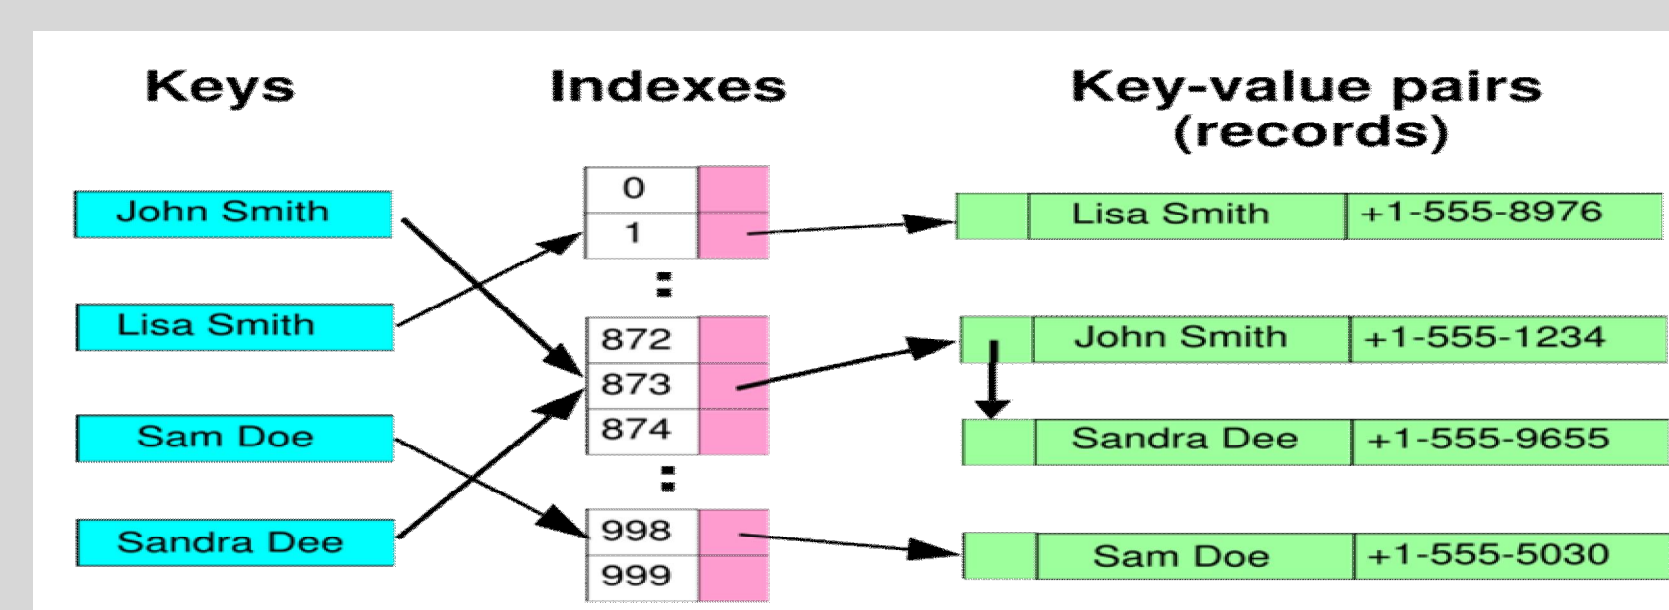 Keys
Indexes
Key-value pairs
(records)
John Smith
Lisa Smith
Sam Doe
Sandra Dee
0
1
872
873
874
998
999
Lisa Smith +1-555-8976
John Smith +1-555-1234
Sandra Dee +1-555-9655
Sam Doe +1-555-5030